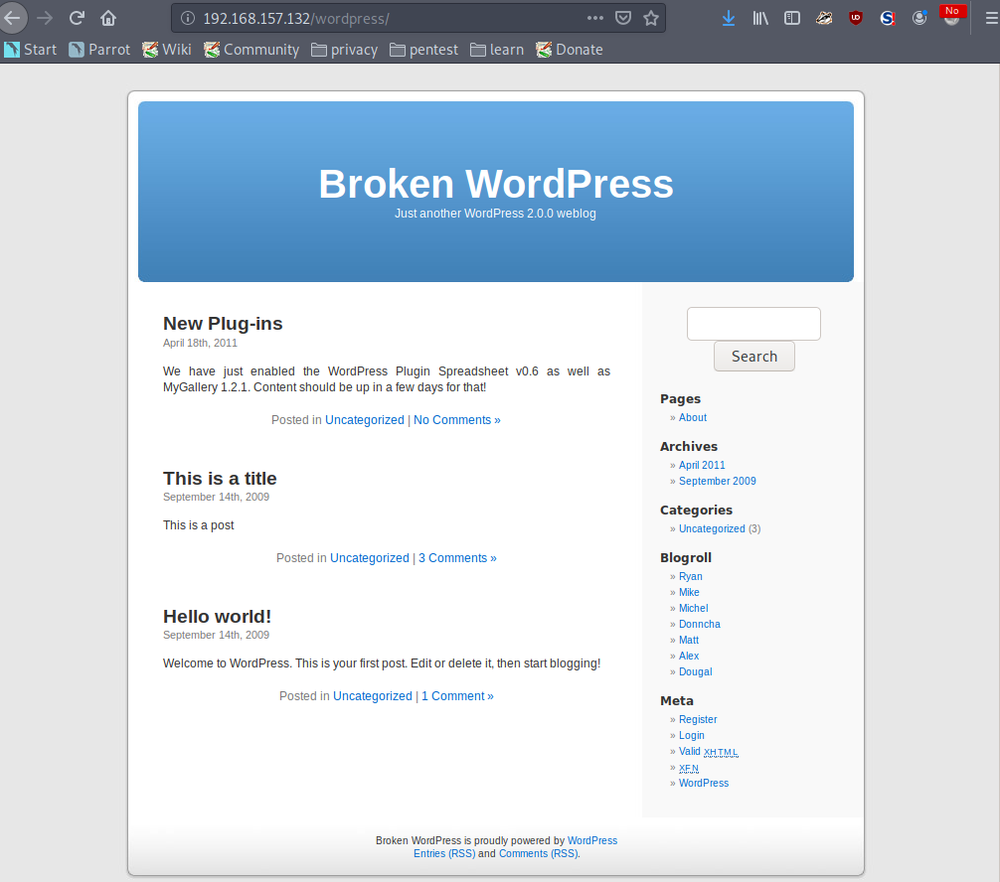 192.168.157.132/wordpress/
No
Start Parrot Wiki Community privacy pentest learn Donate
Broken WordPress
Just another WordPress 2.0.0 weblog
New Plug-ins
April 18th, 2011
We have just enabled the WordPress Plugin Spreadsheet v0.6 as well as
MyGallery 1.2.1. Content should be up in a few days for that!
Posted in Uncategorized | No Comments »
This is a title
September 14th, 2009
This is a post
Posted in Uncategorized | 3 Comments »
Hello world!
September 14th, 2009
Welcome to WordPress. This is your first post. Edit or delete it, then start blogging!
Posted in Uncategorized | 1 Comment »
Search
Pages
» About
Archives
» April 2011
» September 2009
Categories
» Uncategorized (3)
Blogroll
» Ryan
» Mike
» Michel
» Donncha
» Matt
» Alex
» Dougal
Meta
» Register
» Login
» Valid XHTML
» XFN
» WordPress
Broken WordPress is proudly powered by WordPress
Entries (RSS) and Comments (RSS).